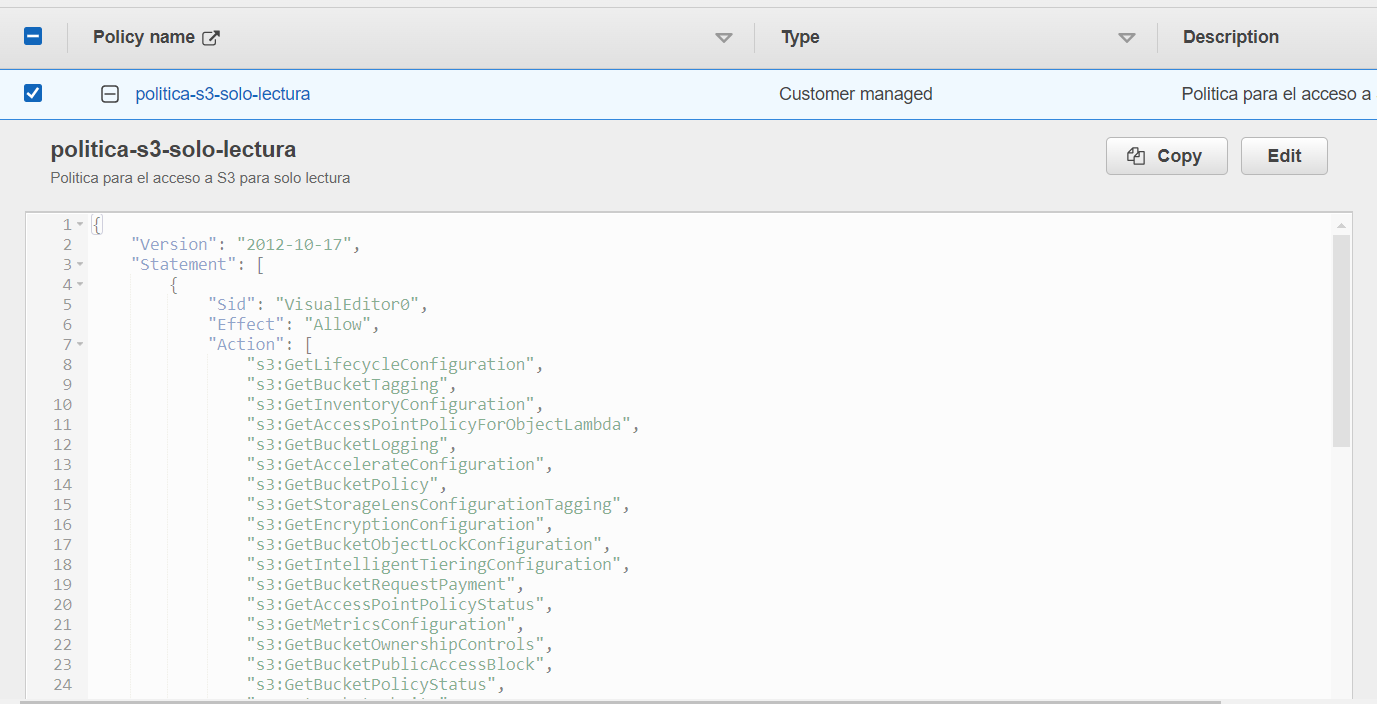 Policy name Type Description
politica-s3-solo-lectura Customer managed Politica para el acceso a
politica-s3-solo-lectura
Politica para el acceso a S3 para solo lectura
Copy Edit
1 {
2 "Version": "2012-10-17",
3 "Statement": [
4 {
5 "Sid": "VisualEditor0",
6 "Effect": "Allow",
7 "Action": [
8 "s3:GetLifecycleConfiguration",
9 "s3:GetBucketTagging",
10 "s3:GetInventoryConfiguration",
11 "s3:GetAccessPointPolicyForObjectLambda",
12 "s3:GetBucketLogging",
13 "s3:GetAccelerateConfiguration",
14 "s3:GetBucketPolicy",
15 "s3:GetStorageLensConfigurationTagging",
16 "s3:GetEncryptionConfiguration",
17 "s3:GetBucketObjectLockConfiguration",
18 "s3:GetIntelligentTieringConfiguration",
19 "s3:GetBucketRequestPayment",
20 "s3:GetAccessPointPolicyStatus",
21 "s3:GetMetricsConfiguration",
22 "s3:GetBucketOwnershipControls",
23 "s3:GetBucketPublicAccessBlock",
24 "s3:GetBucketPolicyStatus",